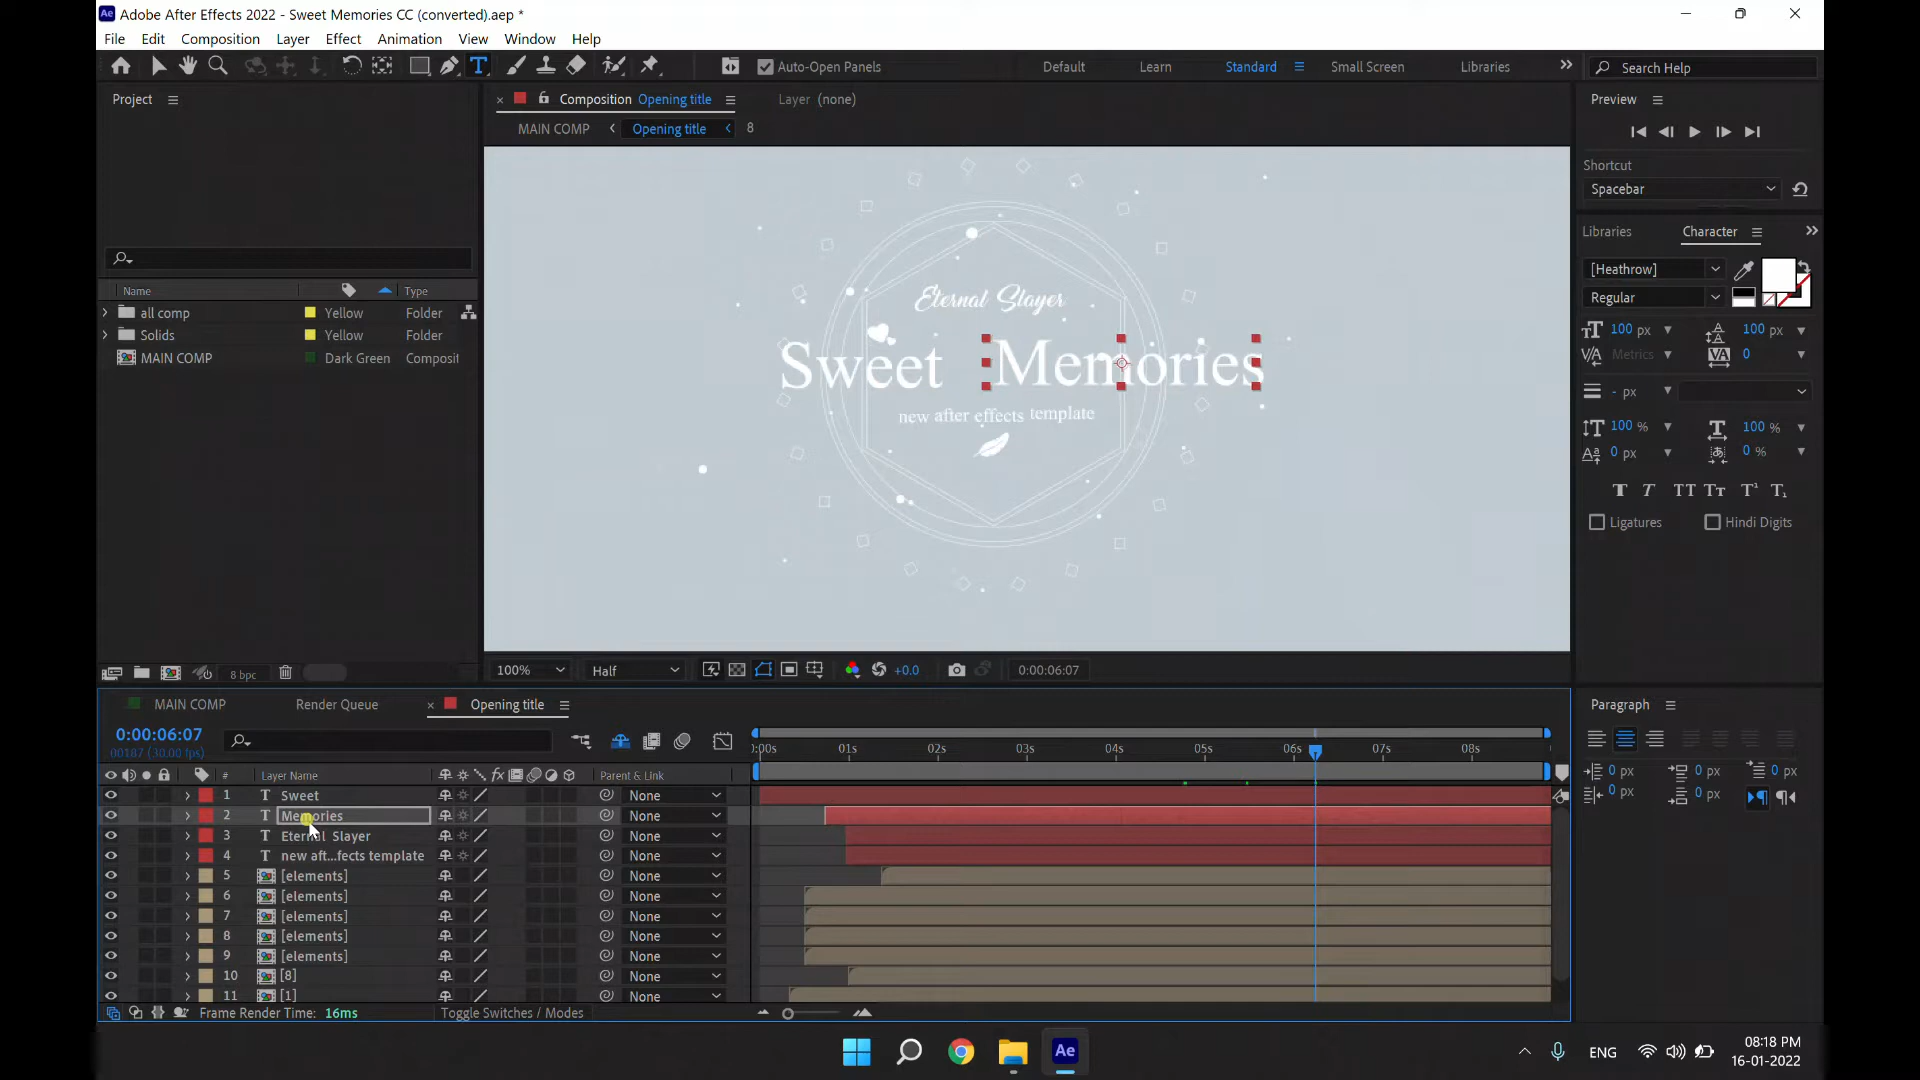 Adobe After Effects 2022 - Sweet Memories CC (converted).aep *
File Edit Composition Layer Effect Animation View Window Help
Auto-Open Panels Default Learn Standard Small Screen Libraries Search Help
Project
Composition Opening title Layer (none)
MAIN COMP Opening title 8
Name Type
all comp Yellow Folder
Solids Yellow Folder
MAIN COMP Dark Green Composit
Eternal Slayer
Sweet Memories
new after effects template
Preview
Shortcut
Spacebar
Libraries Character
[Heathrow]
Regular
100 px 100 px
Metrics 0
- px
100 % 100 %
0 px 0 %
Ligatures Hindi Digits
8 bpc
100% Half +0.0 0:00:06:07
MAIN COMP Render Queue Opening title
0:00:06:07
00187 (30.00 fps)
):00s 01s 02s 03s 04s 05s 06s 07s 08s
# Layer Name Parent & Link
1 Sweet None
2 Memories None
3 Eternal Slayer None
4 new aft...fects template None
5 [elements] None
6 [elements] None
7 [elements] None
8 [elements] None
9 [elements] None
10 [8] None
11 [1] None
Frame Render Time: 16ms Toggle Switches / Modes
Paragraph
0 px 0 px 0 px
0 px 0 px
ENG 08:18 PM
16-01-2022